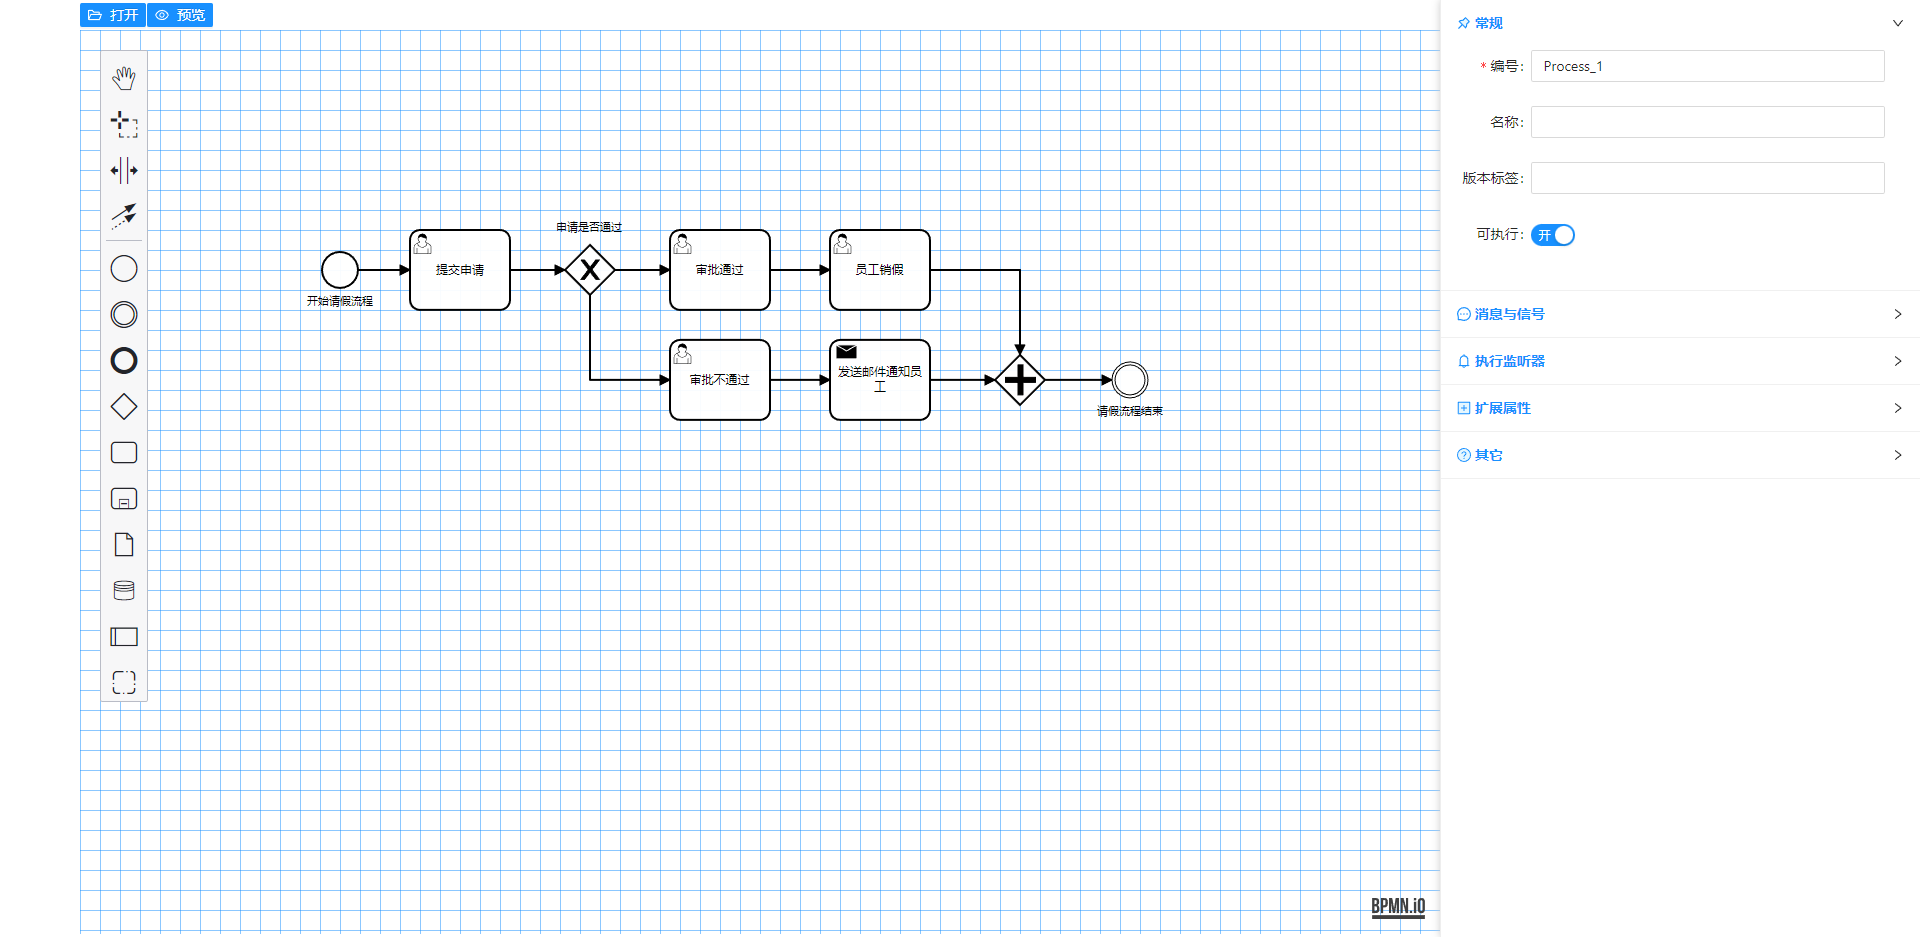 打开
预览
申请是否通过
提交申请
审批通过
员工销假
开始请假流程
审批不通过
发送邮件通知员
工
请假流程结束
BPMN.iO
常规
* 编号: Process_1
名称:
版本标签:
可执行: 开
消息与信号
执行监听器
扩展属性
其它